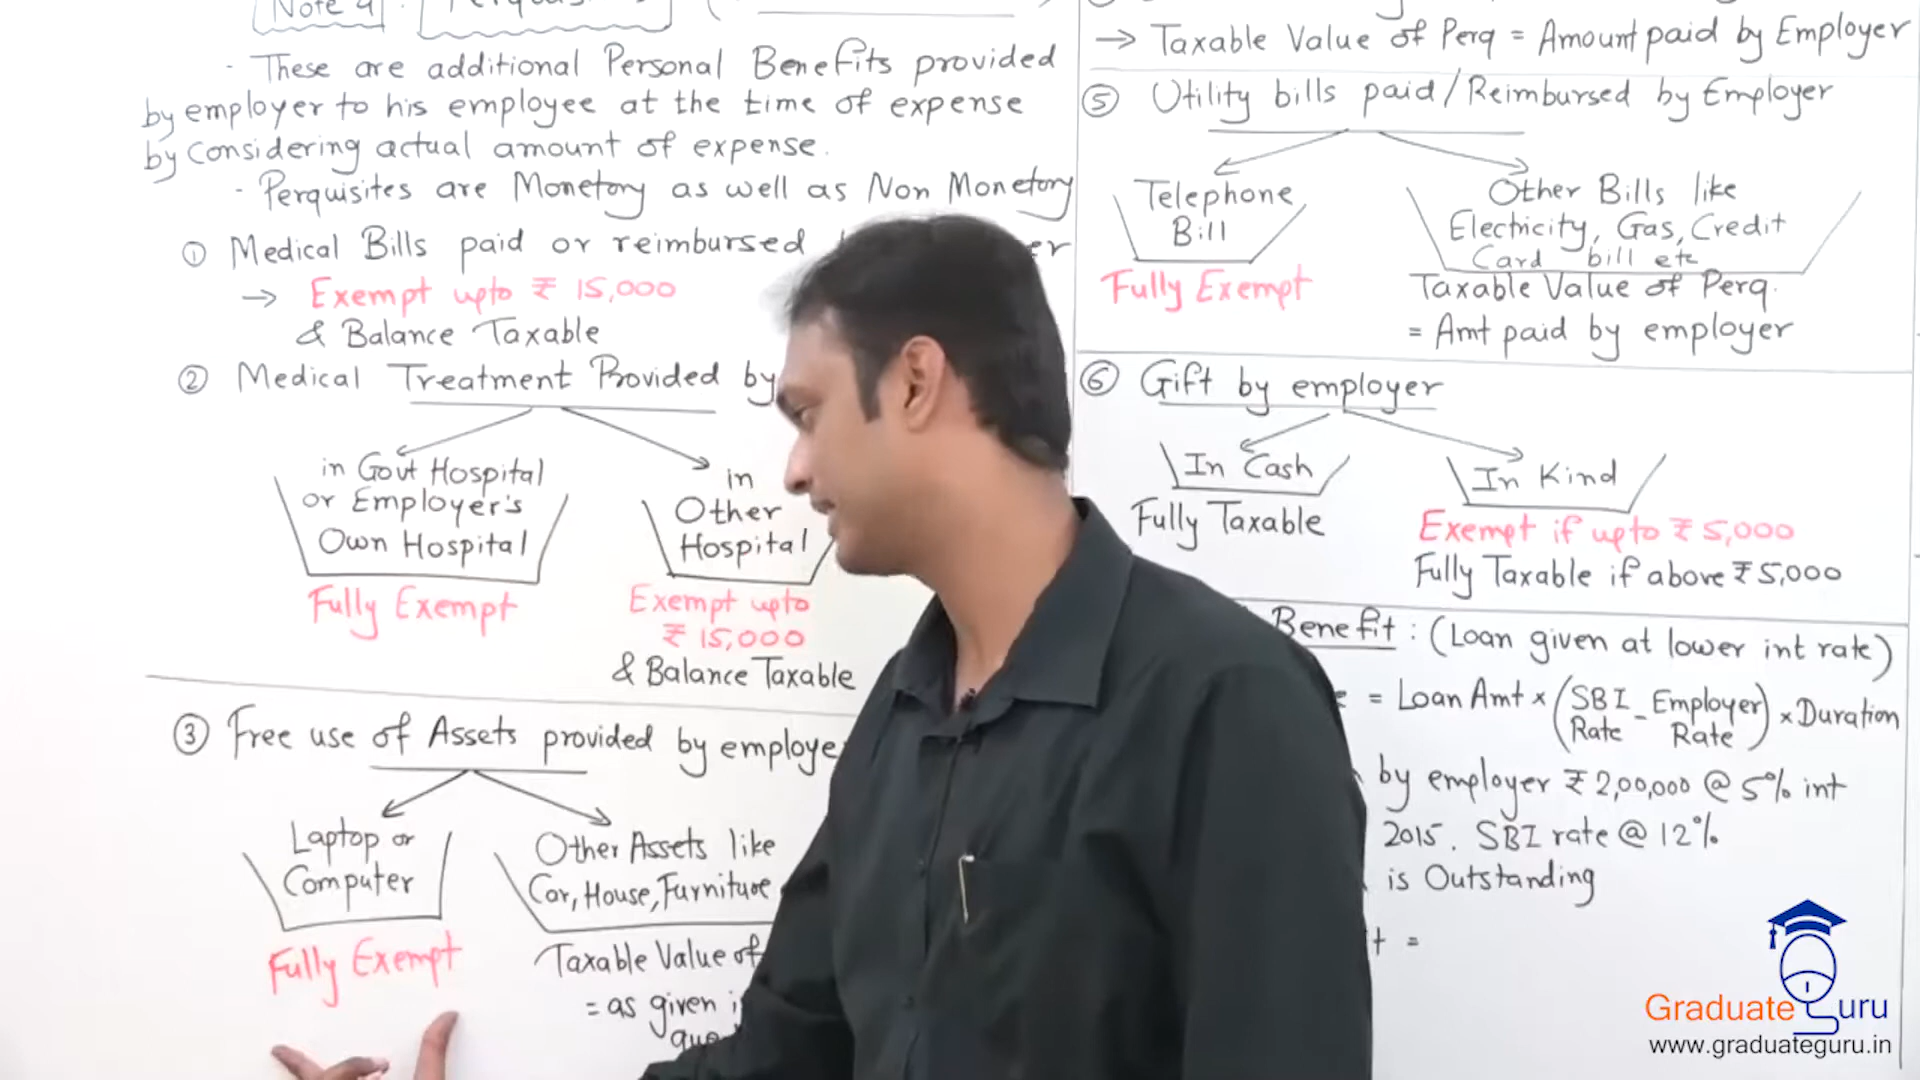 Note 9
- These are additional Personal Benefits provided
by employer to his employee at the time of expense
by considering actual amount of expense.
- Perquisites are Monetory as well as Non Monetory
① Medical Bills paid or reimbursed
→ Exempt upto ₹ 15,000
& Balance Taxable
② Medical Treatment Provided by
in Govt Hospital
or Employer's
Own Hospital
Fully Exempt
in
Other
Hospital
Exempt upto
₹ 15,000
& Balance Taxable
③ Free use of Assets provided by employe
Laptop or
Computer
Fully Exempt
Other Assets like
Car, House, Furniture
Taxable Value of
= as given
→ Taxable Value of Perq = Amount paid by Employer
⑤ Utility bills paid/Reimbursed by Employer
Telephone
Bill
Fully Exempt
Other Bills like
Electricity, Gas, Credit
Card bill etc
Taxable Value of Perq.
= Amt paid by employer
⑥ Gift by employer
In Cash
Fully Taxable
In Kind
Exempt if upto ₹ 5,000
Fully Taxable if above ₹ 5,000
Benefit : (Loan given at lower int rate)
= Loan Amt × (SBI Rate - Employer Rate) × Duration
by employer ₹ 2,00,000 @ 5% int
2015. SBI rate @ 12%
is Outstanding
t =
Graduate Guru
www.graduateguru.in